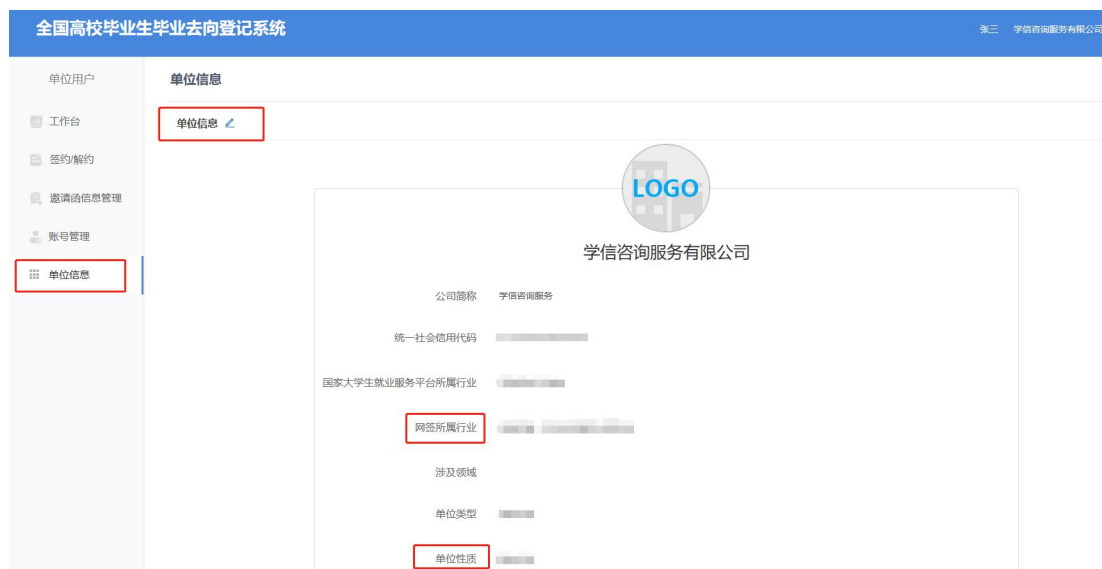 全国高校毕业生毕业去向登记系统
张三 学信咨询服务有限公司
单位用户
单位信息
工作台
单位信息
签约/解约
邀请函信息管理
账号管理
单位信息
LOGO
学信咨询服务有限公司
公司简称 学信咨询服务
统一社会信用代码
国家大学生就业服务平台所属行业
网签所属行业
涉及领域
单位类型
单位性质